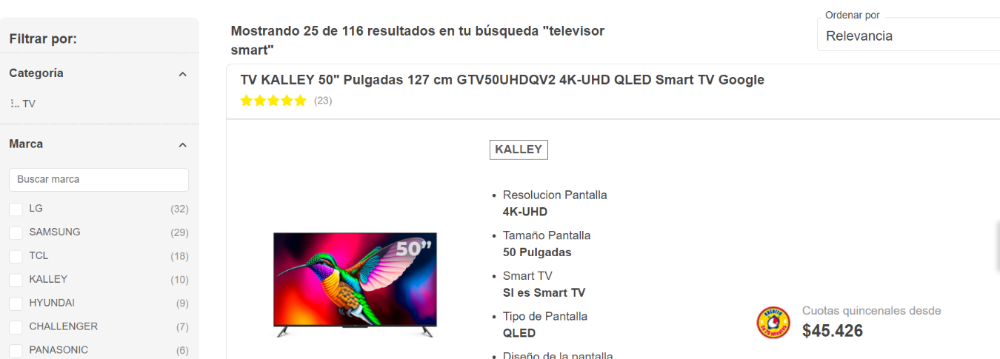 Ordenar por
Relevancia
Filtrar por:
Categoría
TV
Marca
Buscar marca
LG (32)
SAMSUNG (29)
TCL (18)
KALLEY (10)
HYUNDAI (9)
CHALLENGER (7)
PANASONIC (6)
Mostrando 25 de 116 resultados en tu búsqueda "televisor
smart"
TV KALLEY 50" Pulgadas 127 cm GTV50UHDQV2 4K-UHD QLED Smart TV Google
(23)
50”
KALLEY
Resolucion Pantalla
4K-UHD
Tamaño Pantalla
50 Pulgadas
Smart TV
SI es Smart TV
Tipo de Pantalla
QLED
Diseño de la pantalla
Cuotas quincenales desde
$45.426